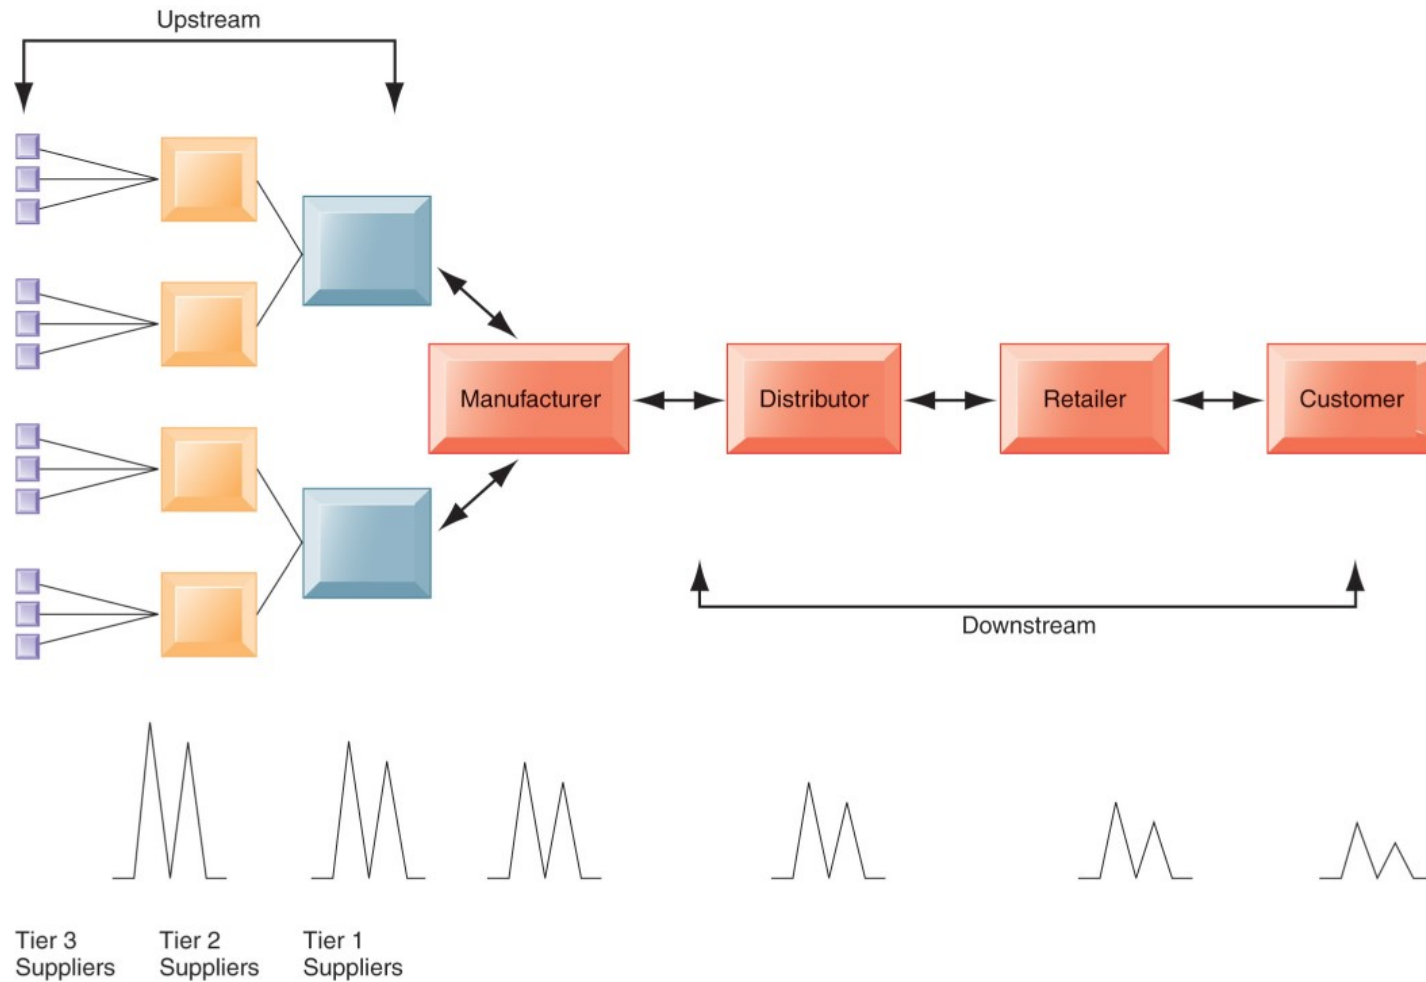 Upstream
Manufacturer
Distributor
Retailer
Customer
Downstream
Tier 3
Suppliers
Tier 2
Suppliers
Tier 1
Suppliers